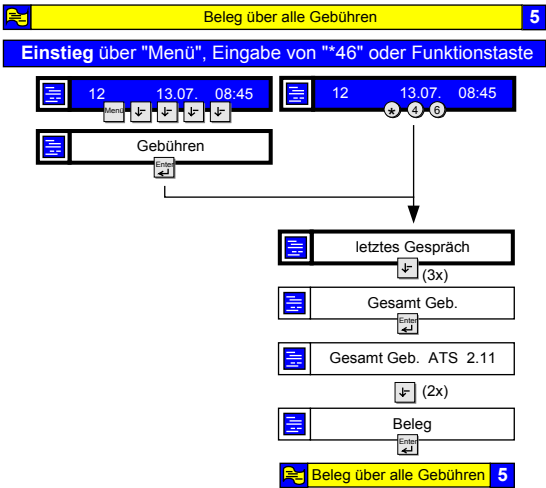 Beleg über alle Gebühren 5
Einstieg über "Menü", Eingabe von "*46" oder Funktionstaste
12 13.07. 08:45
Menü
12 13.07. 08:45
* 4 6
Gebühren
Enter
letztes Gespräch
(3x)
Gesamt Geb.
Enter
Gesamt Geb. ATS 2.11
(2x)
Beleg
Enter
Beleg über alle Gebühren 5